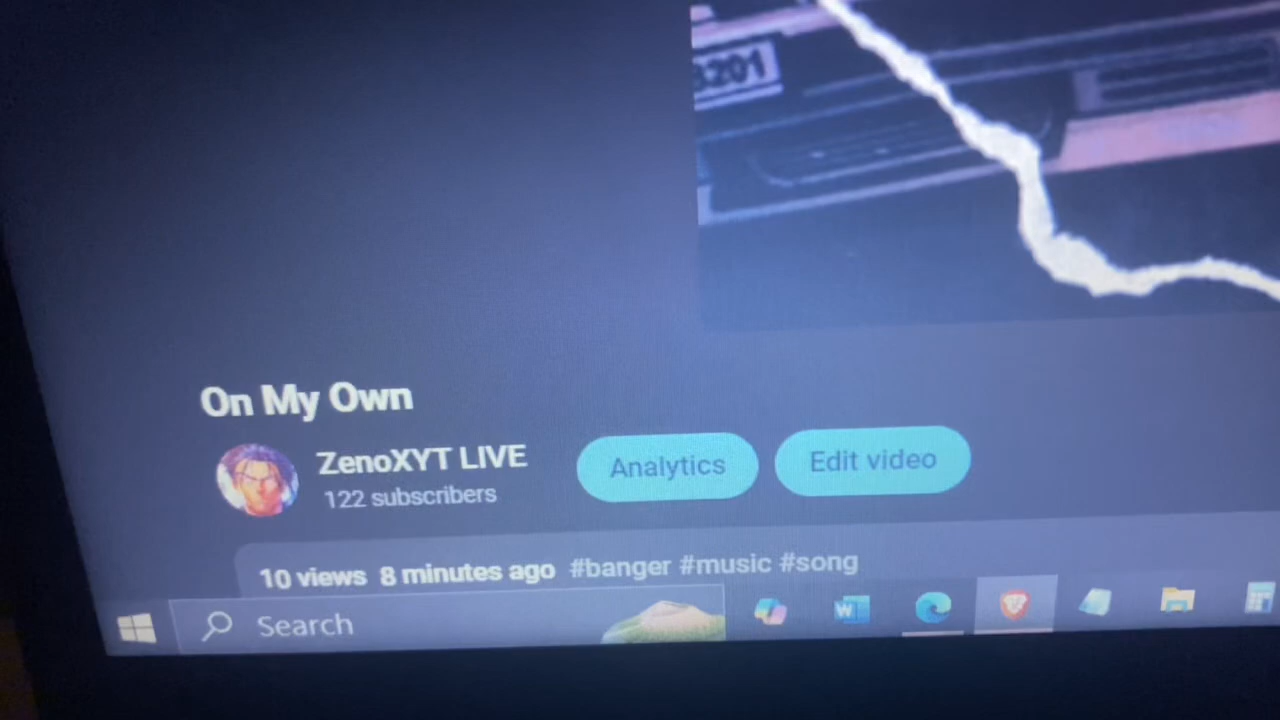 3201
On My Own
ZenoXYT LIVE
122 subscribers
Analytics
Edit video
10 views 8 minutes ago #banger #music #song
Search